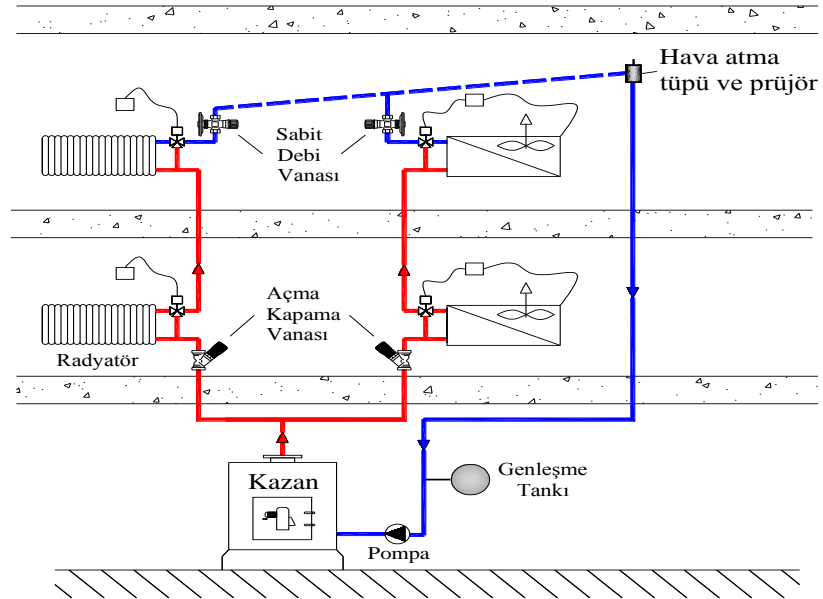 Hava atma
tüpü ve prüjör
Sabit
Debi
Vanası
Açma
Kapama
Vanası
Radyatör
Kazan
Genleşme
Tankı
Pompa